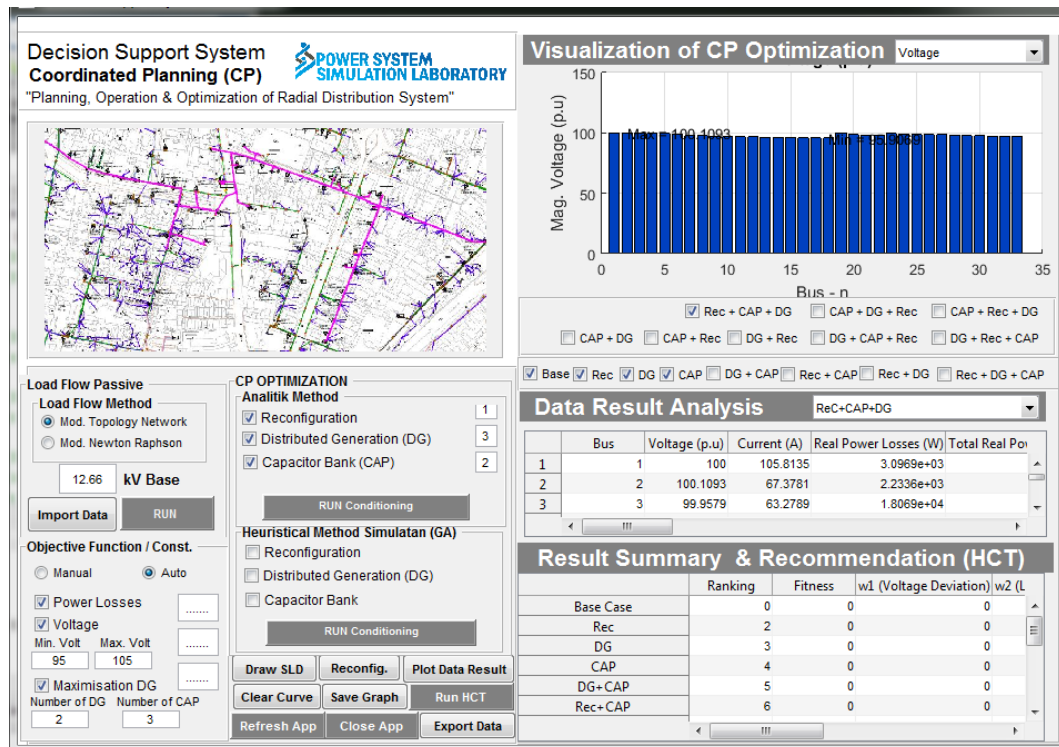 Decision Support System
Coordinated Planning (CP)
POWER SYSTEM
SIMULATION LABORATORY
"Planning, Operation & Optimization of Radial Distribution System"
Load Flow Passive
Load Flow Method
Mod. Topology Network
Mod. Newton Raphson
12.66 kV Base
Import Data RUN
Objective Function / Const.
Manual Auto
Power Losses .......
Voltage
Min. Volt Max. Volt .......
95 105
Maximisation DG .......
Number of DG Number of CAP
2 3
CP OPTIMIZATION
Analitik Method
Reconfiguration 1
Distributed Generation (DG) 3
Capacitor Bank (CAP) 2
RUN Conditioning
Heuristical Method Simulatan (GA)
Reconfiguration
Distributed Generation (DG)
Capacitor Bank
RUN Conditioning
Draw SLD Reconfig. Plot Data Result
Clear Curve Save Graph Run HCT
Refresh App Close App Export Data
Visualization of CP Optimization Voltage
150
100
50
0
Mag. Voltage (p.u)
Max = 100.1093 Min = 95.9069
0 5 10 15 20 25 30 35
Bus - n
Rec + CAP + DG CAP + DG + Rec CAP + Rec + DG
CAP + DG CAP + Rec DG + Rec DG + CAP + Rec DG + Rec + CAP
Base Rec DG CAP DG + CAP Rec + CAP Rec + DG Rec + DG + CAP
Data Result Analysis ReC+CAP+DG
Bus Voltage (p.u) Current (A) Real Power Losses (W) Total Real Po
1 1 100 105.8135 3.0969e+03
2 2 100.1093 67.3781 2.2336e+03
3 3 99.9579 63.2789 1.8069e+04
Result Summary & Recommendation (HCT)
Ranking Fitness w1 (Voltage Deviation) w2 (L
Base Case 0 0 0
Rec 2 0 0
DG 3 0 0
CAP 4 0 0
DG+CAP 5 0 0
Rec+CAP 6 0 0